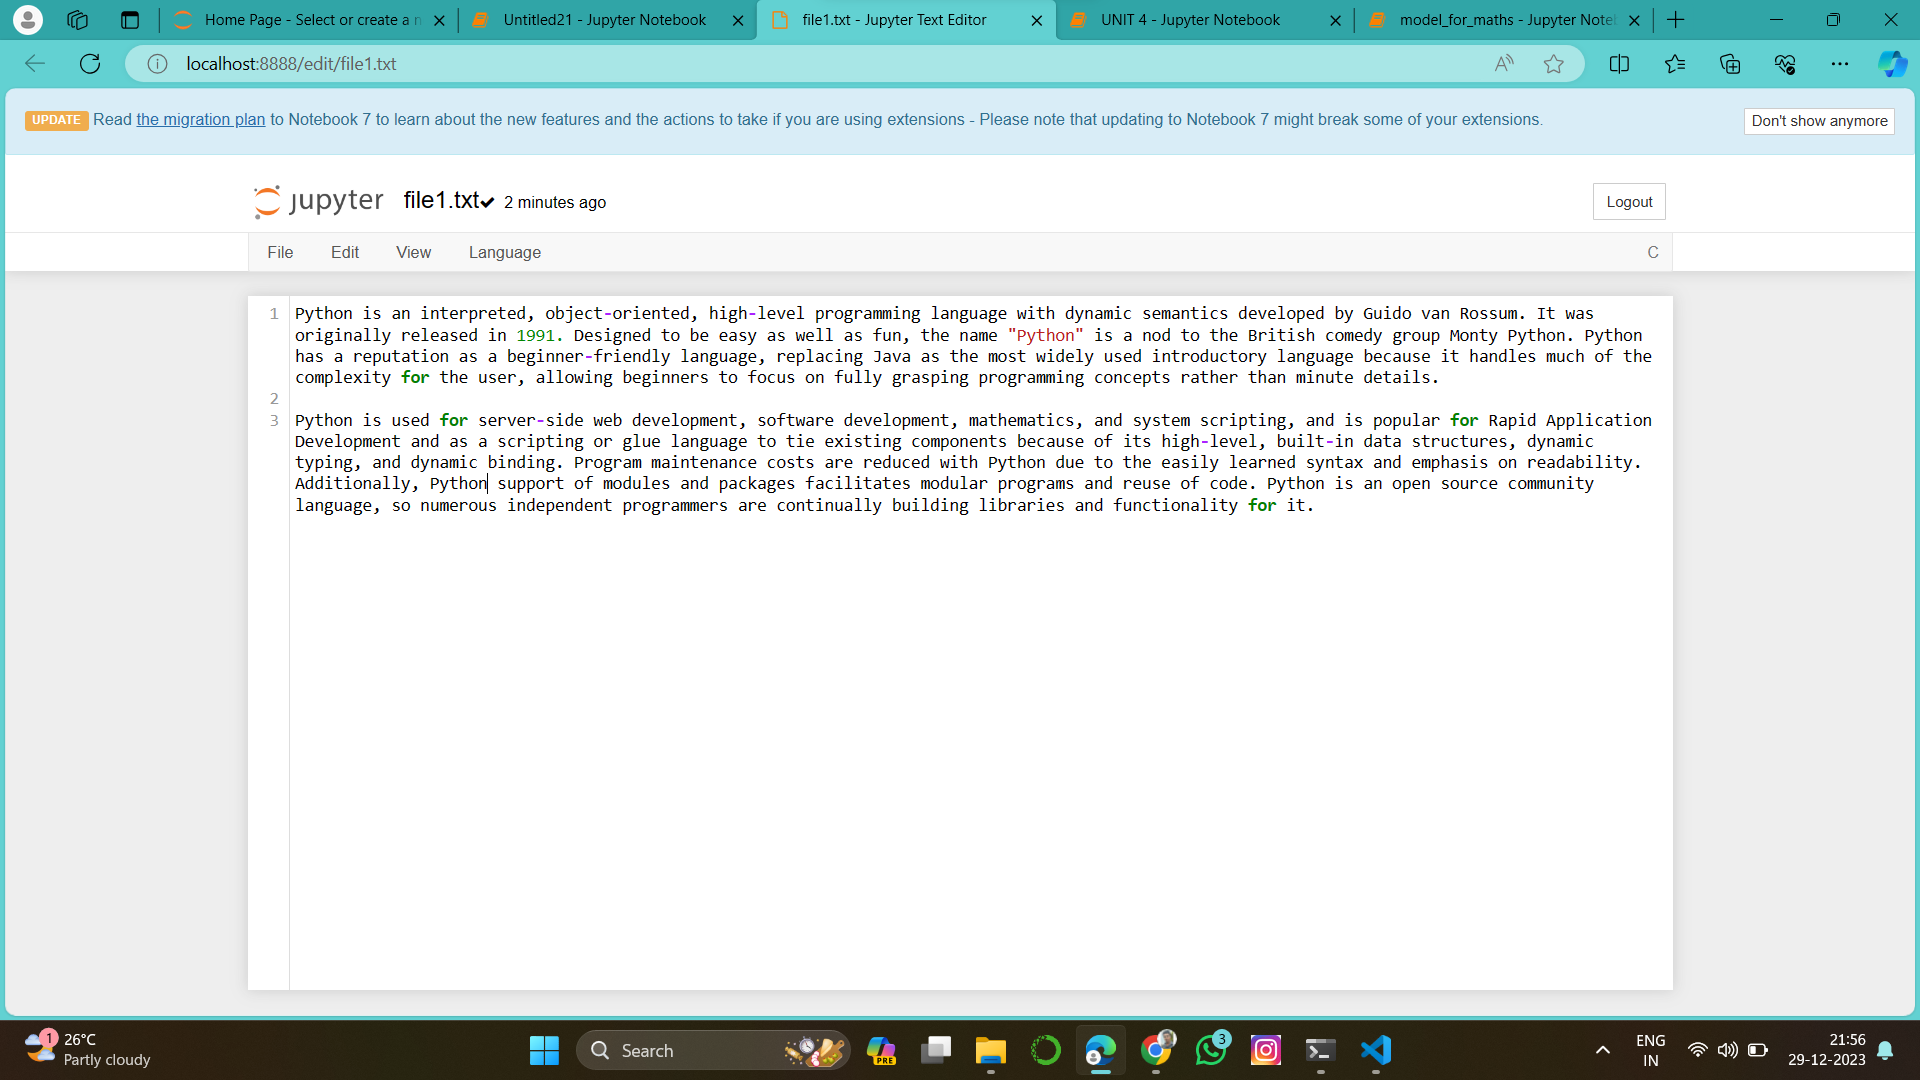 Home Page - Select or create a n
Untitled21 - Jupyter Notebook
file1.txt - Jupyter Text Editor
UNIT 4 - Jupyter Notebook
model_for_maths - Jupyter Note
localhost:8888/edit/file1.txt
UPDATE Read the migration plan to Notebook 7 to learn about the new features and the actions to take if you are using extensions - Please note that updating to Notebook 7 might break some of your extensions.
Don't show anymore
jupyter file1.txt 2 minutes ago
Logout
File Edit View Language C
1 Python is an interpreted, object-oriented, high-level programming language with dynamic semantics developed by Guido van Rossum. It was
originally released in 1991. Designed to be easy as well as fun, the name "Python" is a nod to the British comedy group Monty Python. Python
has a reputation as a beginner-friendly language, replacing Java as the most widely used introductory language because it handles much of the
complexity for the user, allowing beginners to focus on fully grasping programming concepts rather than minute details.
2
3 Python is used for server-side web development, software development, mathematics, and system scripting, and is popular for Rapid Application
Development and as a scripting or glue language to tie existing components because of its high-level, built-in data structures, dynamic
typing, and dynamic binding. Program maintenance costs are reduced with Python due to the easily learned syntax and emphasis on readability.
Additionally, Python support of modules and packages facilitates modular programs and reuse of code. Python is an open source community
language, so numerous independent programmers are continually building libraries and functionality for it.
1
26°C
Partly cloudy
Search
PRE
3
ENG
IN
21:56
29-12-2023